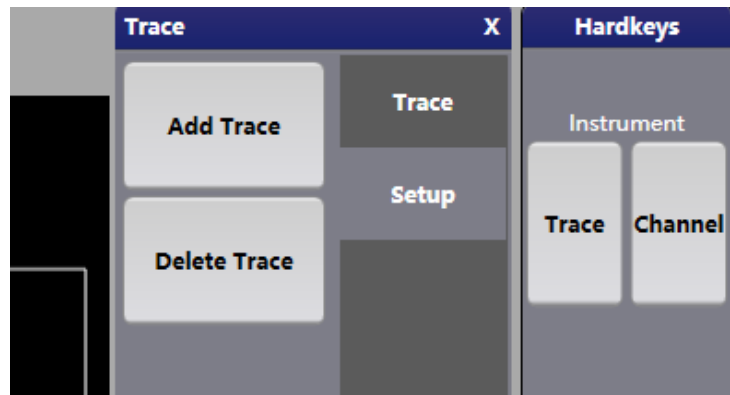 Trace X
Add Trace
Delete Trace
Trace
Setup
Hardkeys
Instrument
Trace Channel